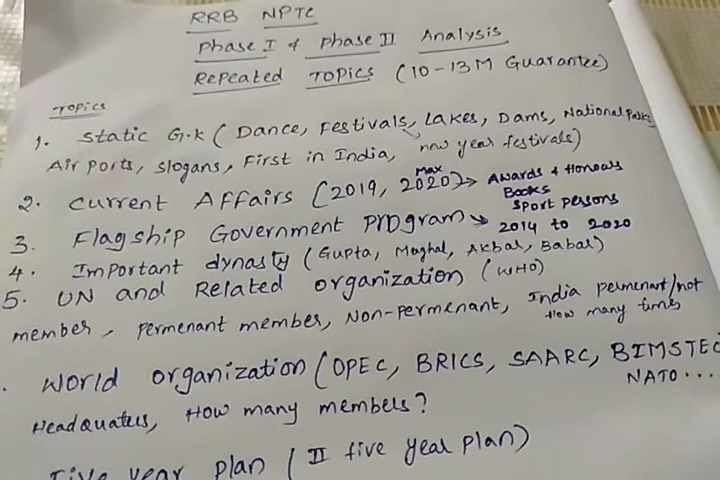 RRB NPTC
Phase I & Phase II Analysis
Repeated Topics (10-13M Guarantee)
Topics
1. Static G.K (Dance, Festivals, Lakes, Dams, National Parks,
Air Ports, Slogans, First in India, new year festivals)
2. Current Affairs (2019, 2020) Max → Awards & Honours
Books
Sport persons
3. Flagship Government Program → 2014 to 2020
4. Important dynasty (Gupta, Moghal, Akbar, Babar)
5. UN and Related organization (WHO)
member, permenant member, Non-permenant, India permenant/not
How many times
. World organization (OPEC, BRICS, SAARC, BIMSTEC
NATO....
Headquaters, How many members?
Five year plan (II five year plan)